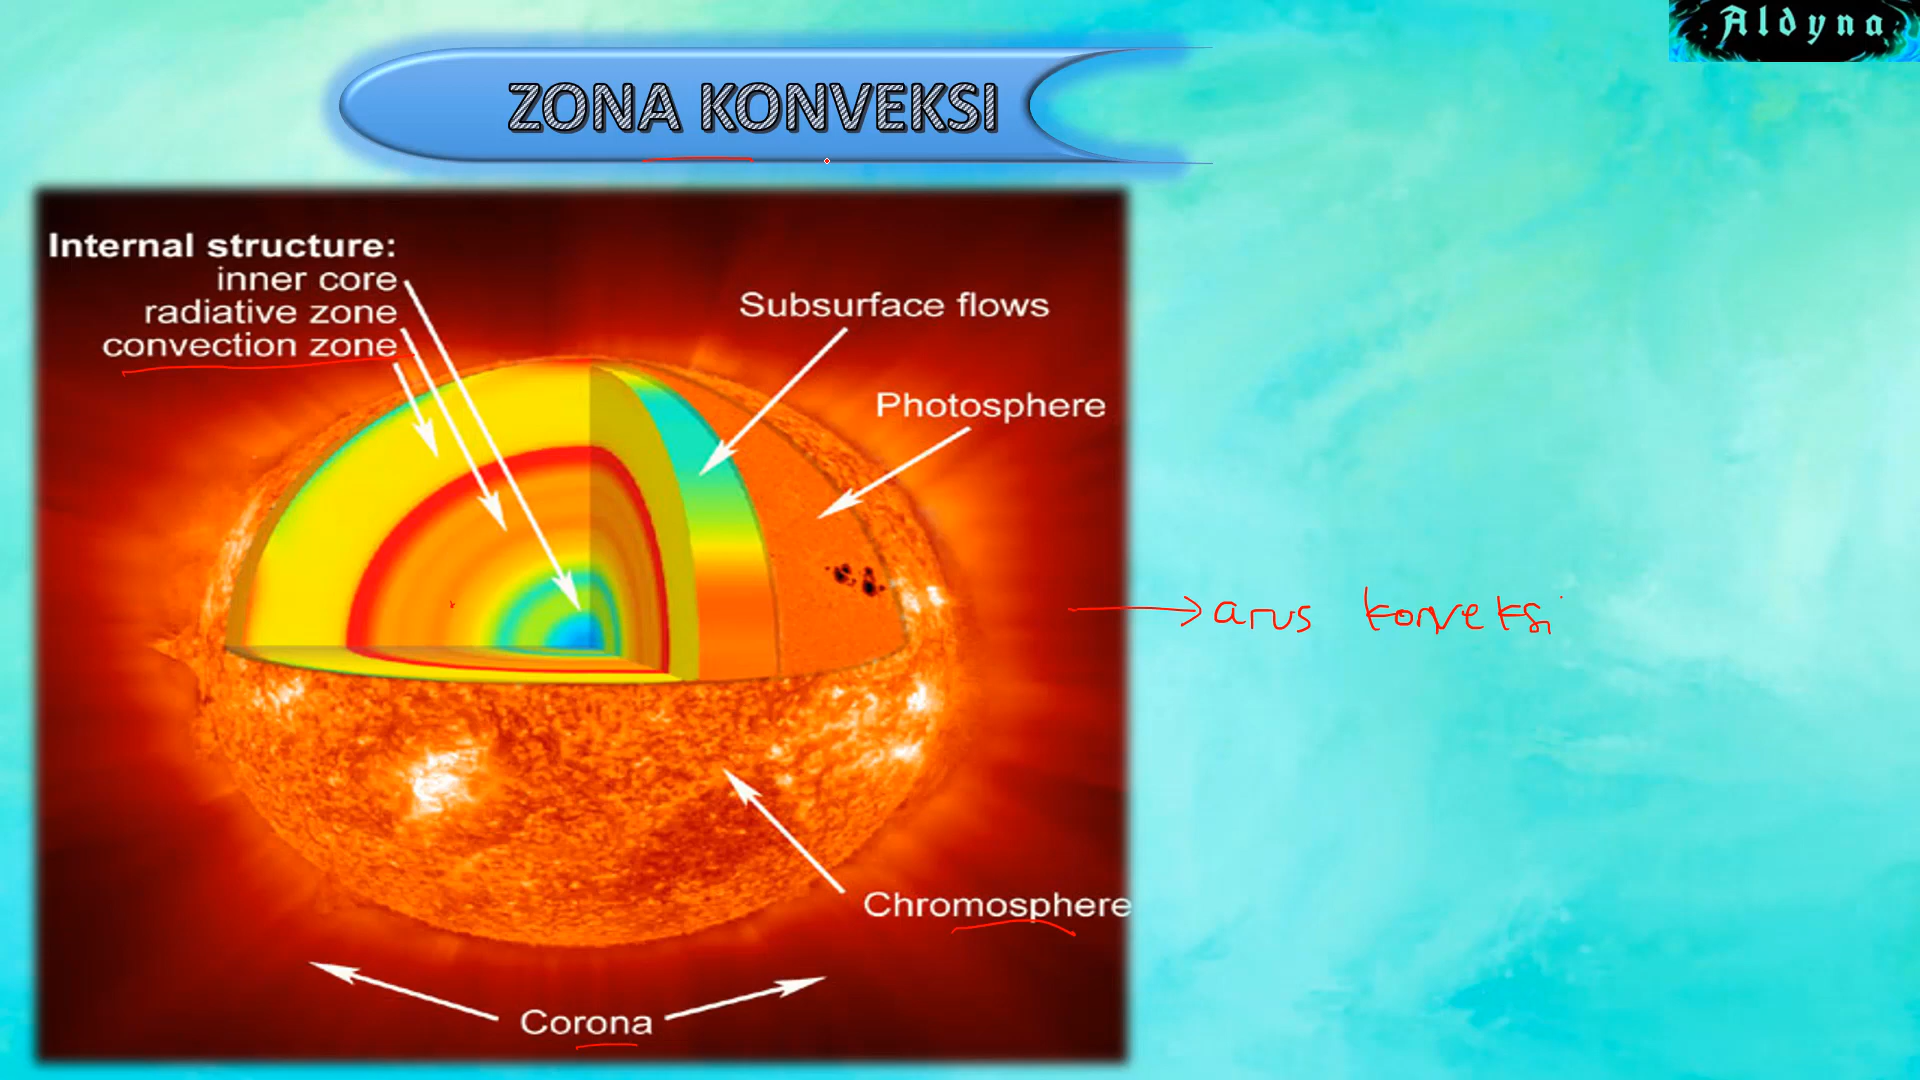 Aldyna
ZONA KONVEKSI
Internal structure:
inner core
radiative zone
convection zone
Subsurface flows
Photosphere
arus konveksi
Chromosphere
Corona